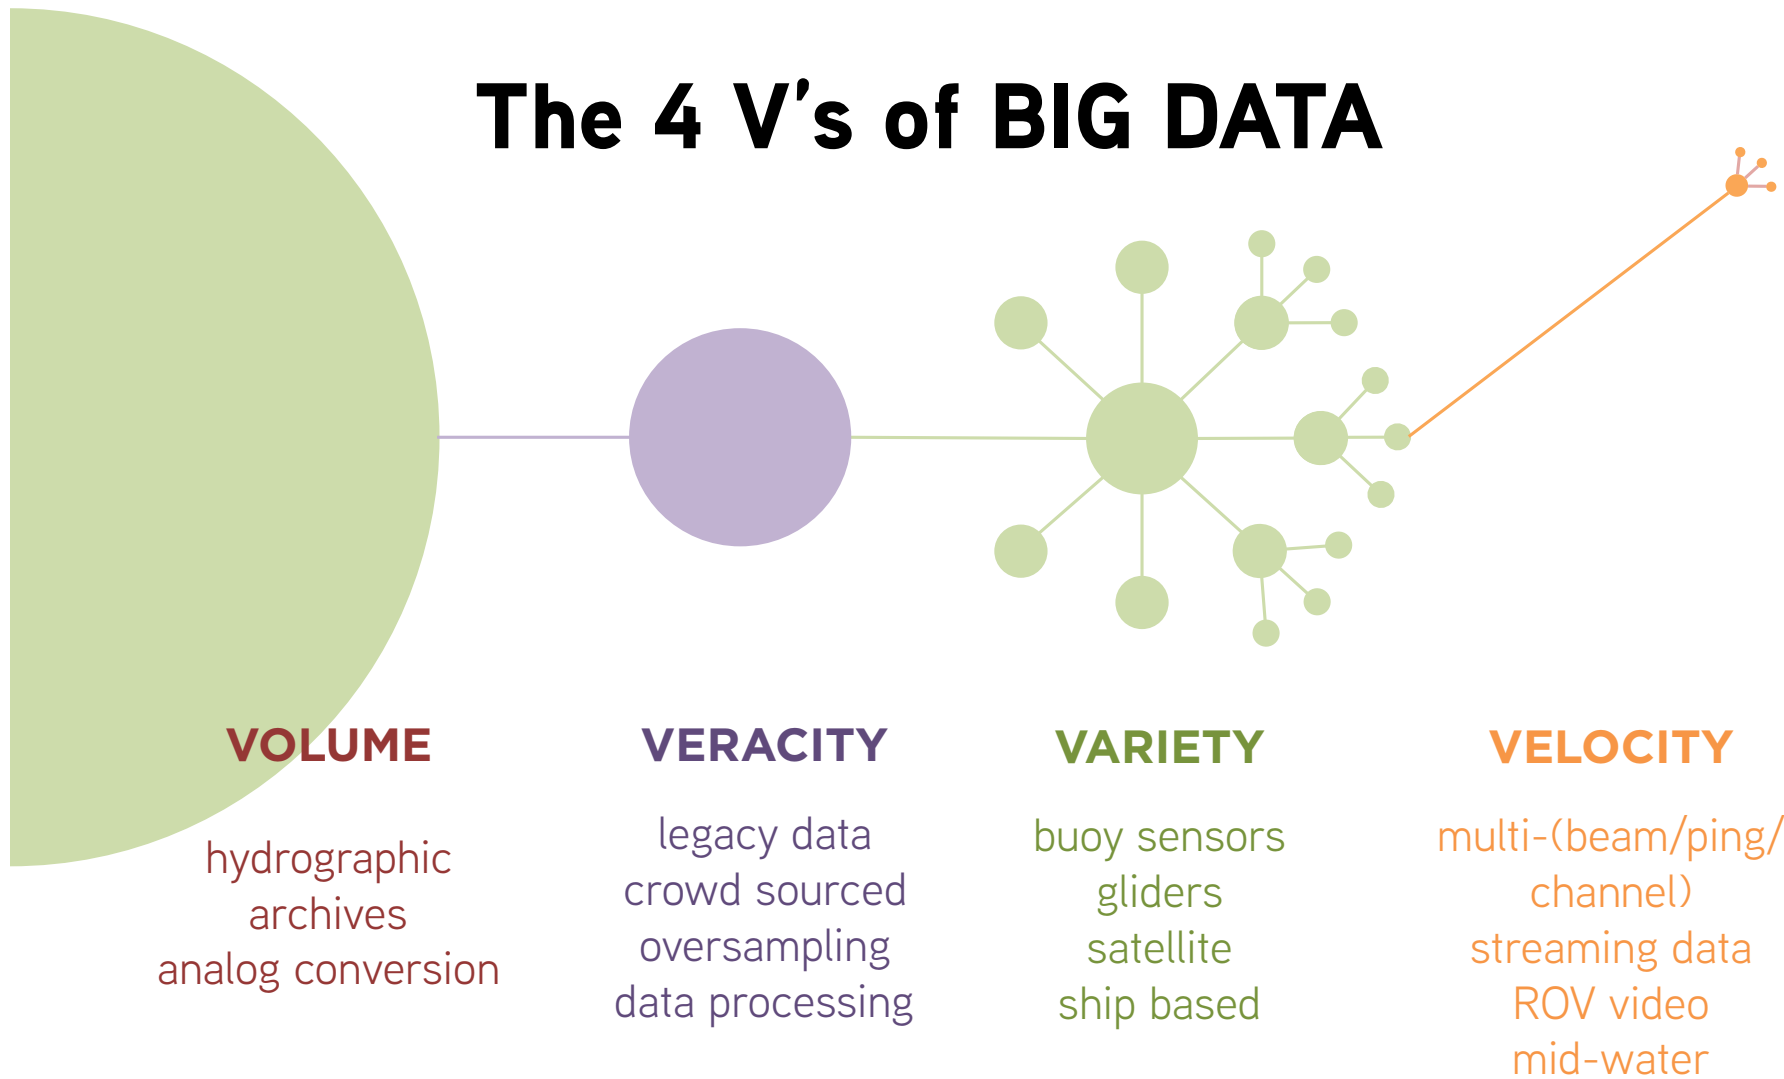 The 4 V's of BIG DATA
VOLUME
hydrographic
archives
analog conversion
VERACITY
legacy data
crowd sourced
oversampling
data processing
VARIETY
buoy sensors
gliders
satellite
ship based
VELOCITY
multi-(beam/ping/
channel)
streaming data
ROV video
mid-water